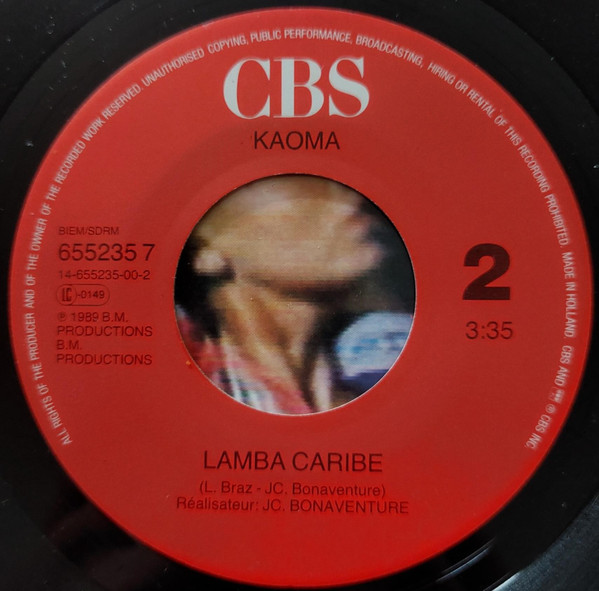 ALL RIGHTS OF THE PRODUCER AND OF THE OWNER OF THE RECORDED WORK RESERVED. UNAUTHORISED COPYING, PUBLIC PERFORMANCE, BROADCASTING, HIRING OR RENTAL OF THIS RECORDING PROHIBITED. MADE IN HOLLAND. CBS AND ® CBS INC.
CBS
KAOMA
BIEM/SDRM
655235 7
14-655235-00-2
LC-0149
℗ 1989 B.M.
PRODUCTIONS
B.M.
PRODUCTIONS
2
3:35
LAMBA CARIBE
(L. Braz - JC. Bonaventure)
Réalisateur: JC. BONAVENTURE